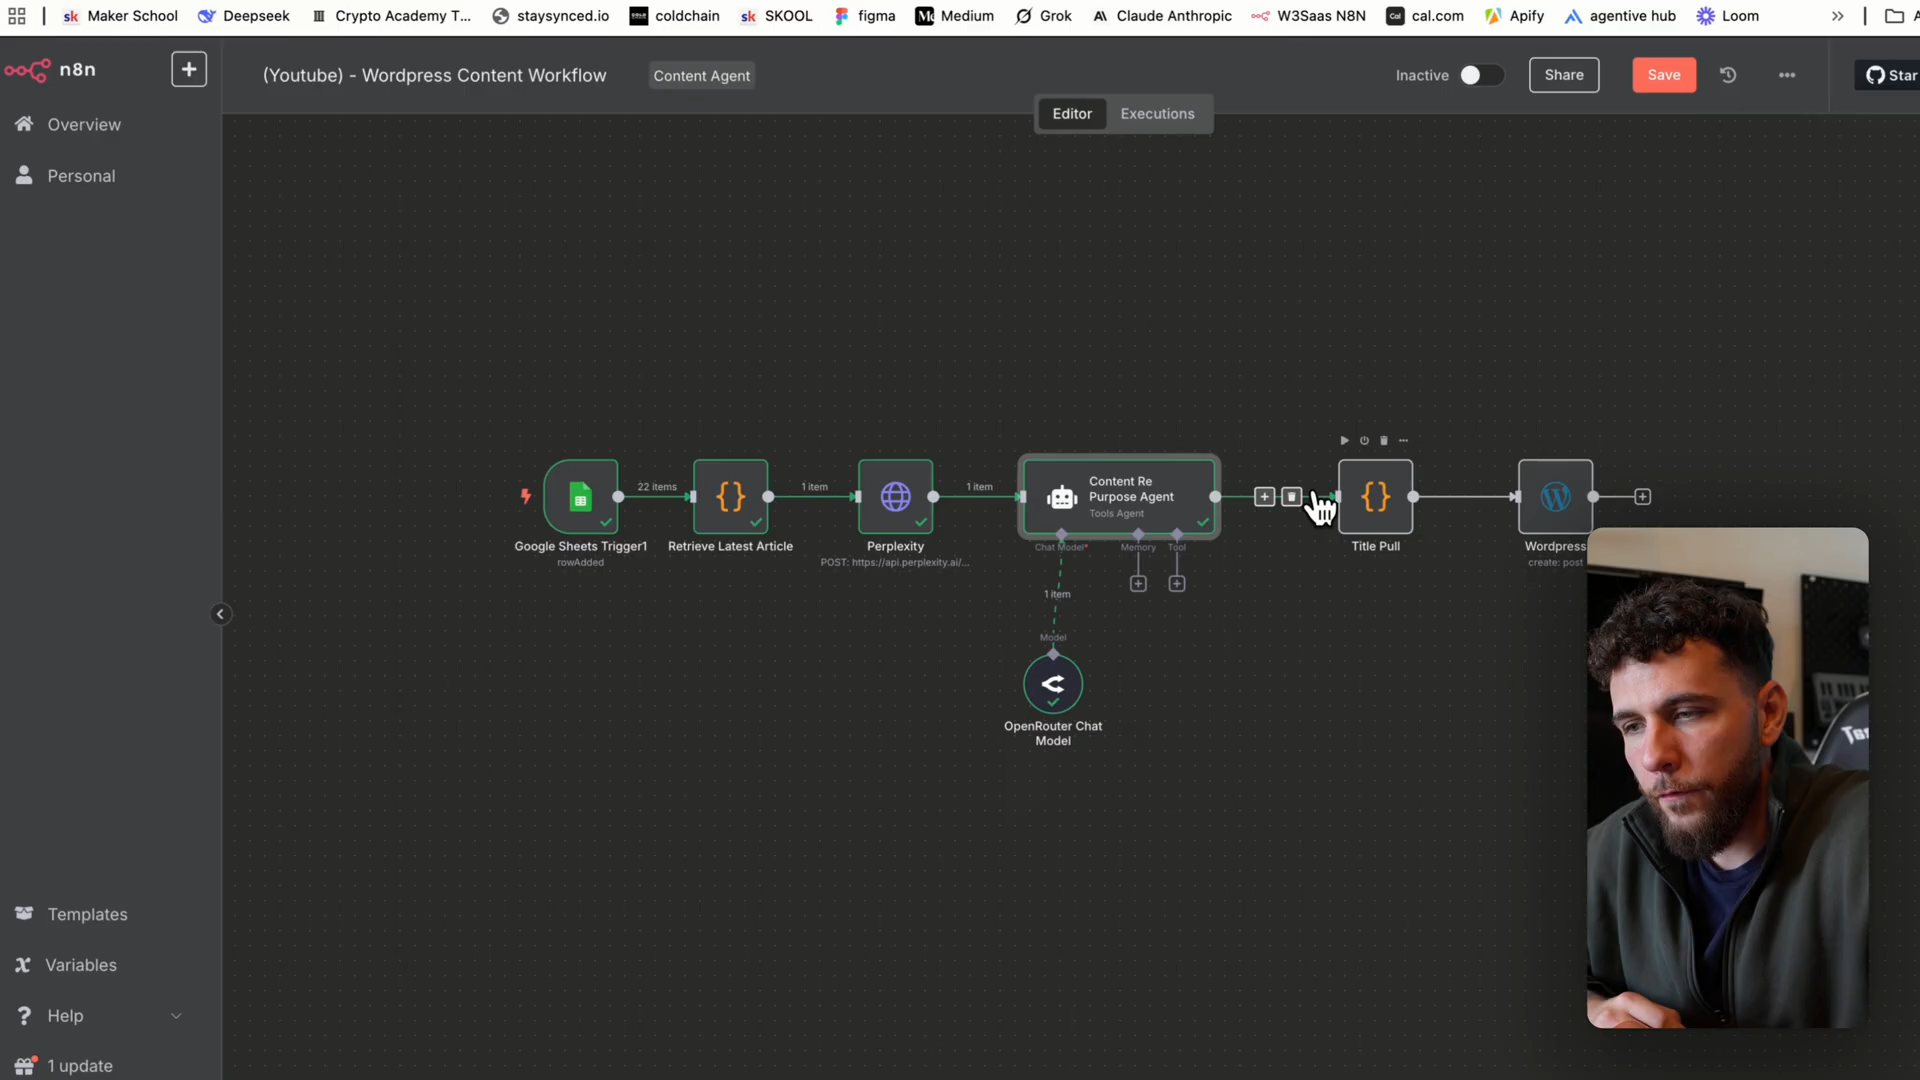 sk Maker School
Deepseek
Crypto Academy T...
staysynced.io
coldchain
sk SKOOL
figma
Medium
Grok
Claude Anthropic
W3Saas N8N
Cal cal.com
Apify
agentive hub
Loom
n8n
(Youtube) - Wordpress Content Workflow
Content Agent
Inactive
Share
Save
Star
Editor
Executions
Overview
Personal
22 items
1 item
1 item
Content Re
Purpose Agent
Tools Agent
Google Sheets Trigger1
rowAdded
Retrieve Latest Article
Perplexity
POST: https://api.perplexity.ai/...
Chat Model*
Memory
Tool
Title Pull
Wordpress
create: post
1 item
Model
OpenRouter Chat
Model
Templates
Variables
Help
1 update